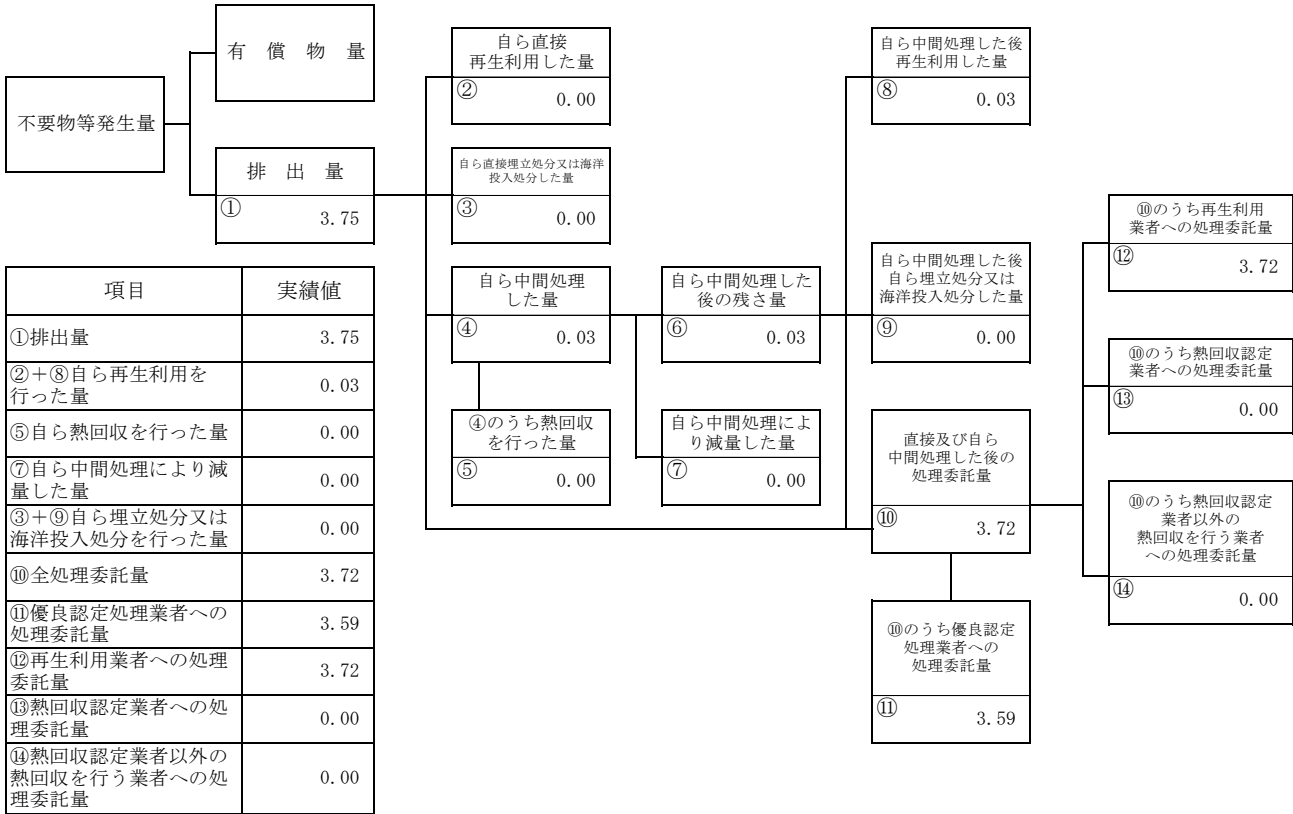 有 償 物 量
不要物等発生量
排 出 量
① 3.75
自ら直接
再生利用した量
② 0.00
自ら直接埋立処分又は海洋
投入処分した量
③ 0.00
自ら中間処理
した量
④ 0.03
④のうち熱回収
を行った量
⑤ 0.00
自ら中間処理した
後の残さ量
⑥ 0.03
自ら中間処理によ
り減量した量
⑦ 0.00
自ら中間処理した後
再生利用した量
⑧ 0.03
自ら中間処理した後
自ら埋立処分又は
海洋投入処分した量
⑨ 0.00
直接及び自ら
中間処理した後の
処理委託量
⑩ 3.72
⑩のうち優良認定
処理業者への
処理委託量
⑪ 3.59
⑩のうち再生利用
業者への処理委託量
⑫ 3.72
⑩のうち熱回収認定
業者への処理委託量
⑬ 0.00
⑩のうち熱回収認定
業者以外の
熱回収を行う業者
への処理委託量
⑭ 0.00
項目 実績値
①排出量 3.75
②＋⑧自ら再生利用を
行った量 0.03
⑤自ら熱回収を行った量 0.00
⑦自ら中間処理により減
量した量 0.00
③＋⑨自ら埋立処分又は
海洋投入処分を行った量 0.00
⑩全処理委託量 3.72
⑪優良認定処理業者への
処理委託量 3.59
⑫再生利用業者への処理
委託量 3.72
⑬熱回収認定業者への処
理委託量 0.00
⑭熱回収認定業者以外の
熱回収を行う業者への処
理委託量 0.00